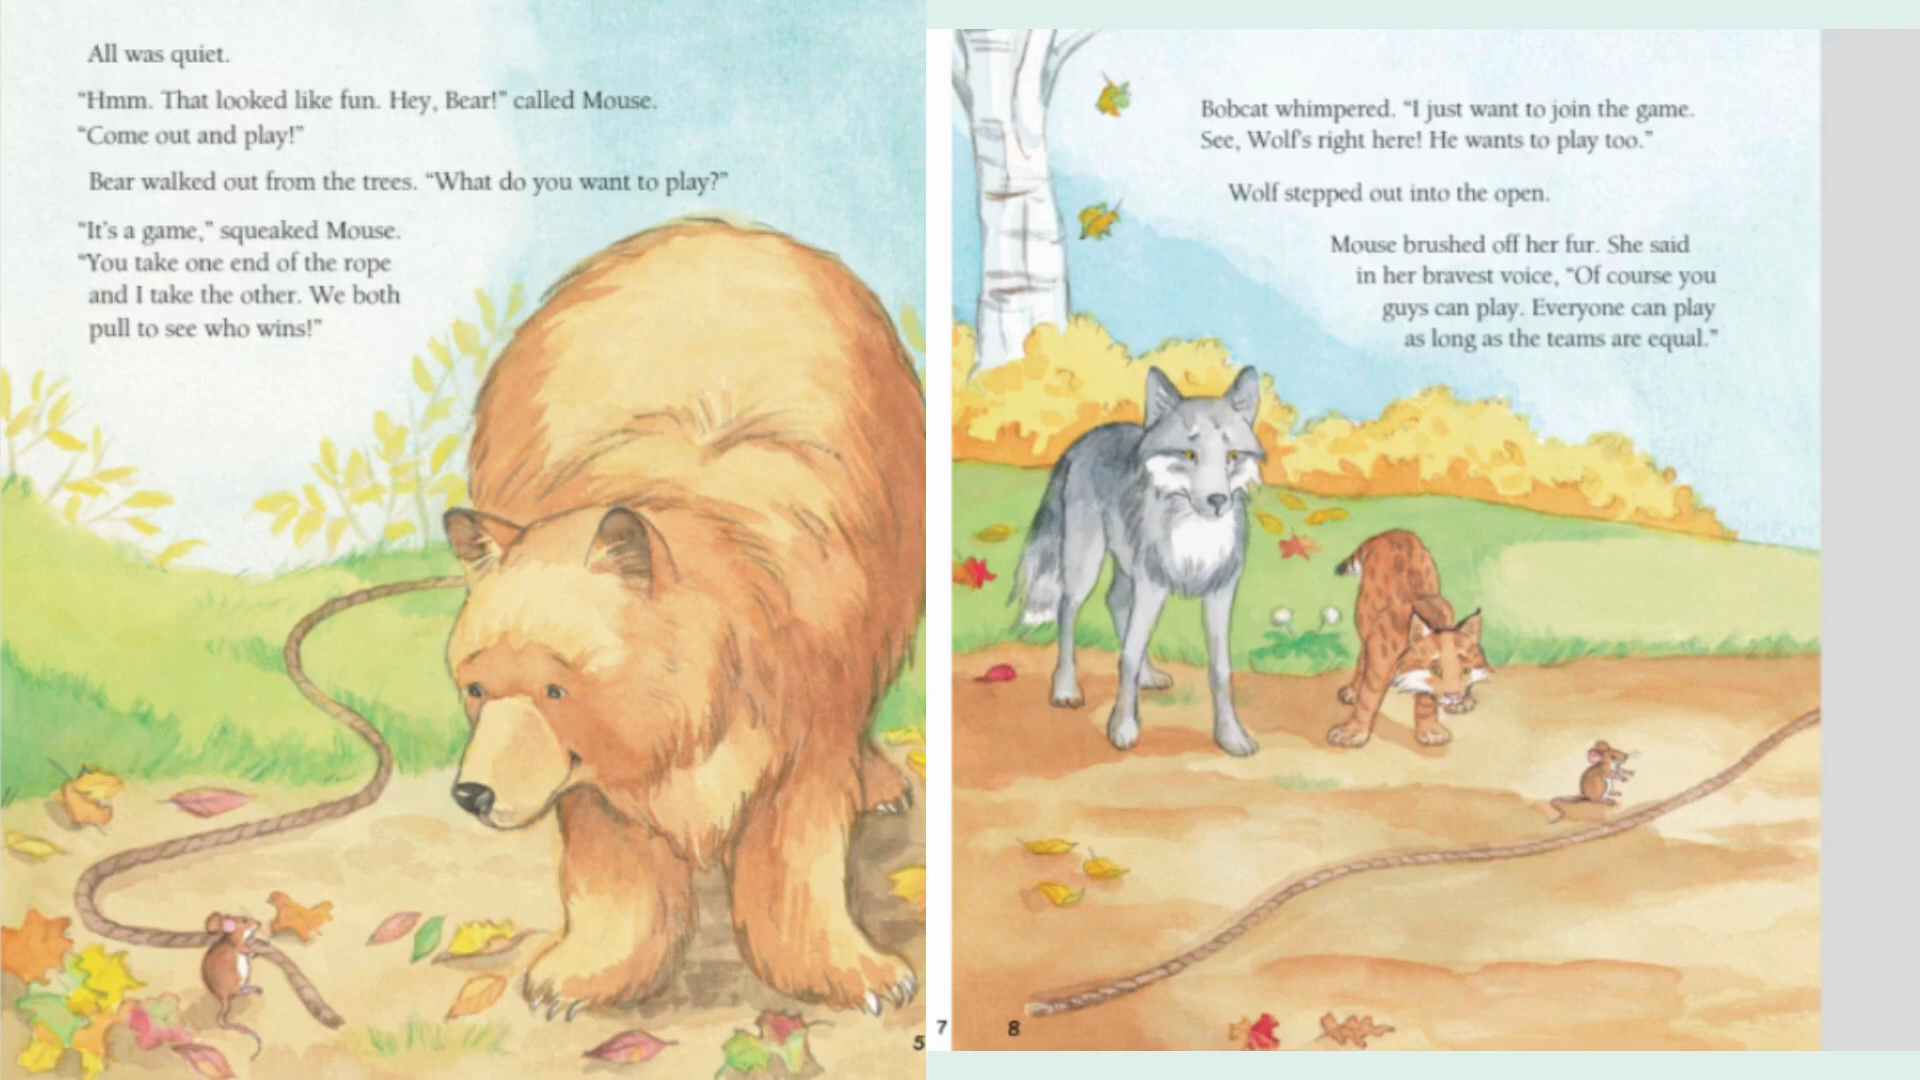 All was quiet.
“Hmm. That looked like fun. Hey, Bear!” called Mouse.
“Come out and play!”
Bear walked out from the trees. “What do you want to play?”
“It’s a game,” squeaked Mouse.
“You take one end of the rope
and I take the other. We both
pull to see who wins!”
5
Bobcat whimpered. “I just want to join the game.
See, Wolf’s right here! He wants to play too.”
Wolf stepped out into the open.
Mouse brushed off her fur. She said
in her bravest voice, “Of course you
guys can play. Everyone can play
as long as the teams are equal.”
7
8